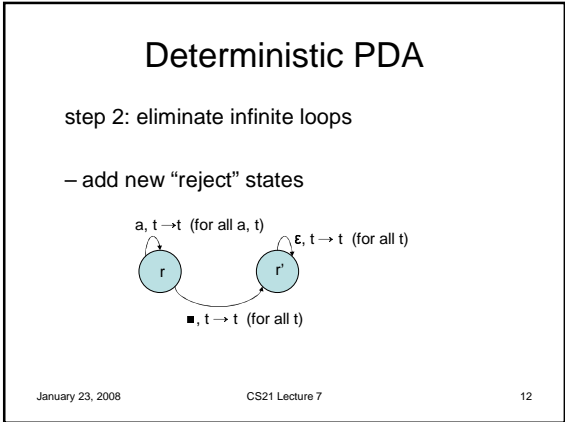 Deterministic PDA
step 2: eliminate infinite loops
– add new “reject” states
a, t →t (for all a, t)
ε, t → t (for all t)
r
r’
■, t → t (for all t)
January 23, 2008
CS21 Lecture 7
12